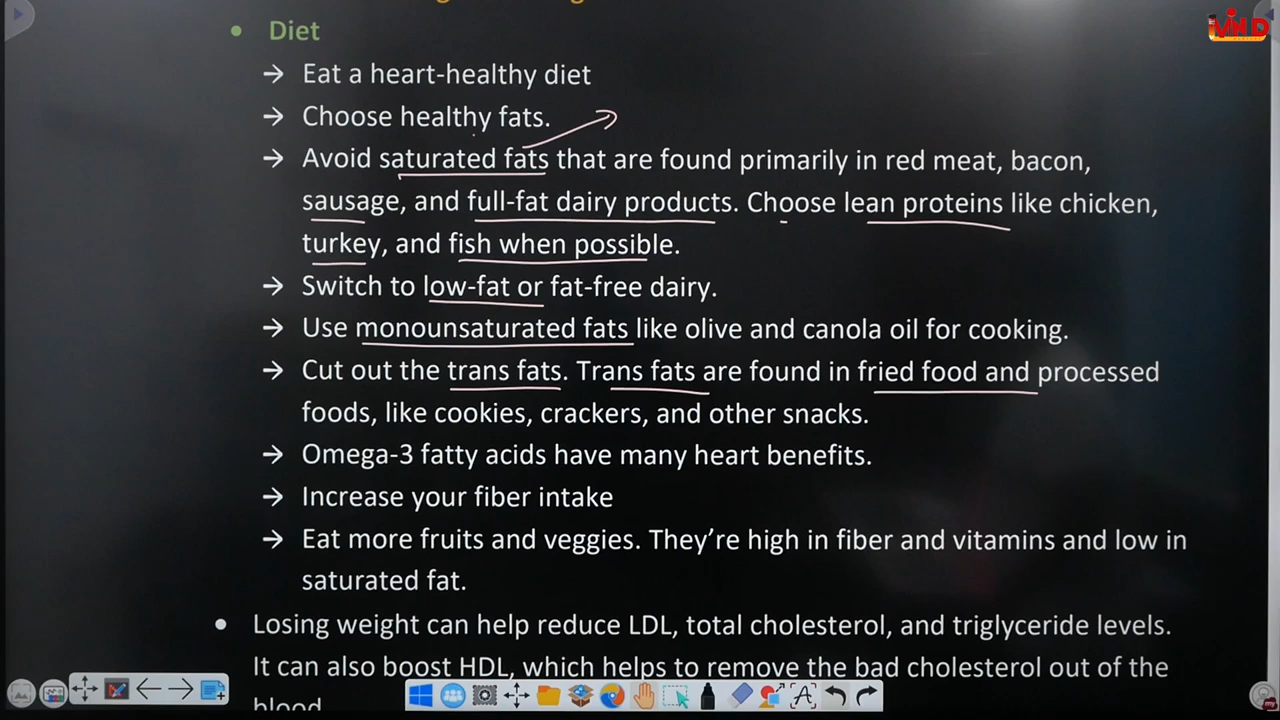 • Diet
→ Eat a heart-healthy diet
→ Choose healthy fats.
→ Avoid saturated fats that are found primarily in red meat, bacon,
sausage, and full-fat dairy products. Choose lean proteins like chicken,
turkey, and fish when possible.
→ Switch to low-fat or fat-free dairy.
→ Use monounsaturated fats like olive and canola oil for cooking.
→ Cut out the trans fats. Trans fats are found in fried food and processed
foods, like cookies, crackers, and other snacks.
→ Omega-3 fatty acids have many heart benefits.
→ Increase your fiber intake
→ Eat more fruits and veggies. They’re high in fiber and vitamins and low in
saturated fat.
• Losing weight can help reduce LDL, total cholesterol, and triglyceride levels.
It can also boost HDL, which helps to remove the bad cholesterol out of the
blood